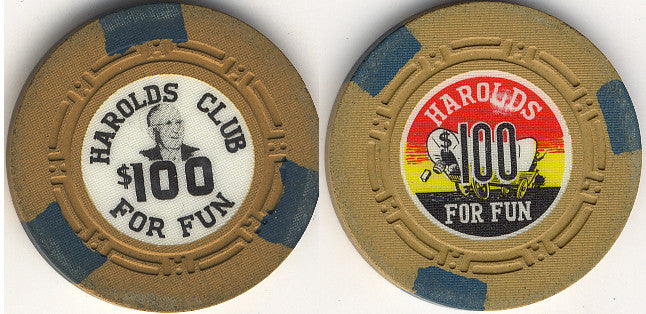 HAROLDS CLUB
$100
FOR FUN
HAROLDS
$100
FOR FUN